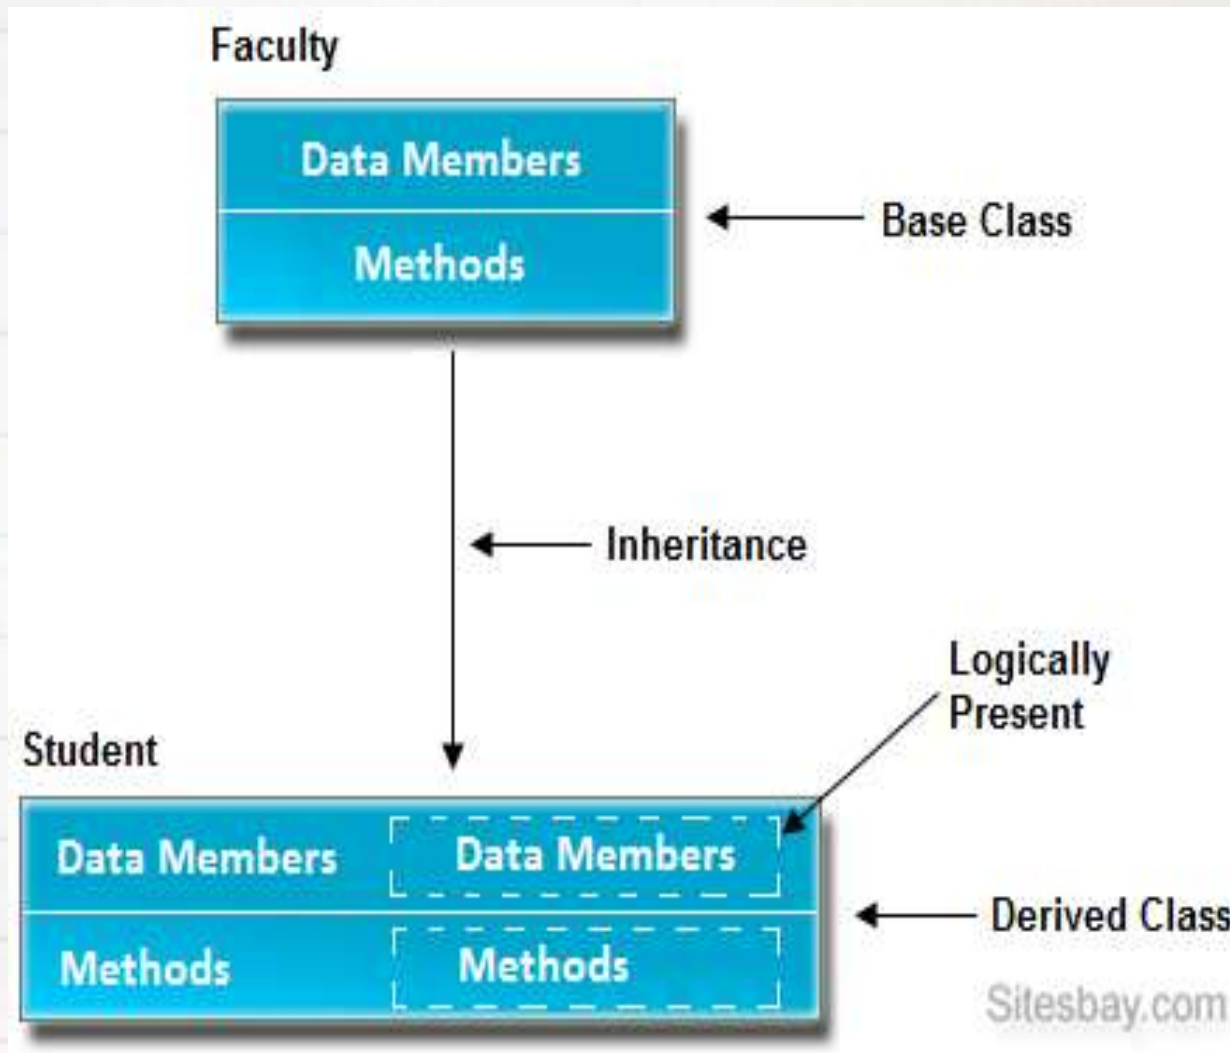 Faculty
Data Members
Base Class
Methods
Inheritance
Logically
Present
Student
Data Members
Data Members
Derived Class
Methods
Methods
Sitesbay.com